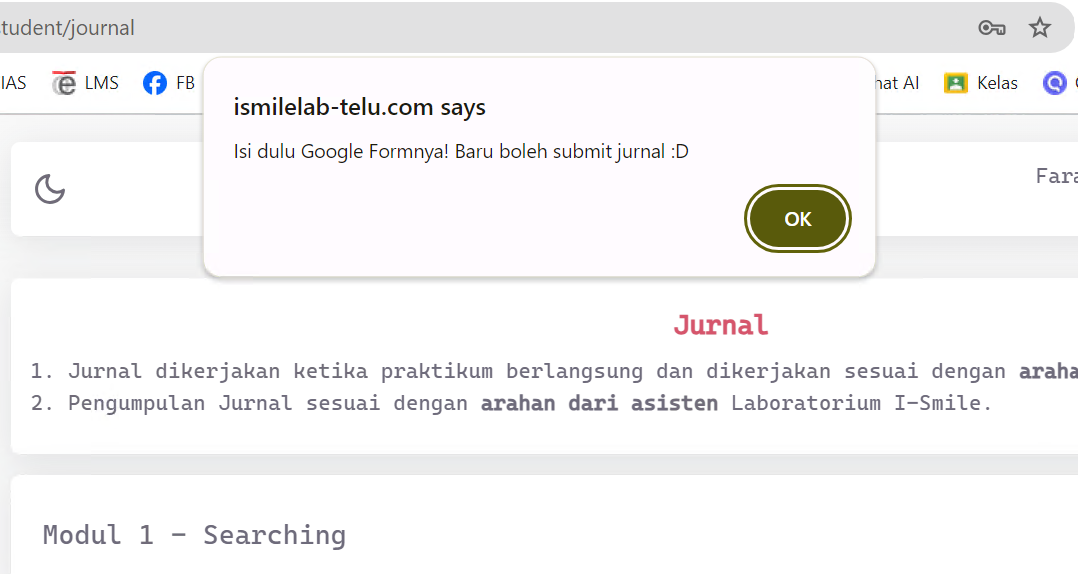 tudent/journal
IAS LMS FB hat AI Kelas
ismilelab-telu.com says
Isi dulu Google Formnya! Baru boleh submit jurnal :D
OK
Fara
Jurnal
1. Jurnal dikerjakan ketika praktikum berlangsung dan dikerjakan sesuai dengan araha
2. Pengumpulan Jurnal sesuai dengan arahan dari asisten Laboratorium I-Smile.
Modul 1 - Searching